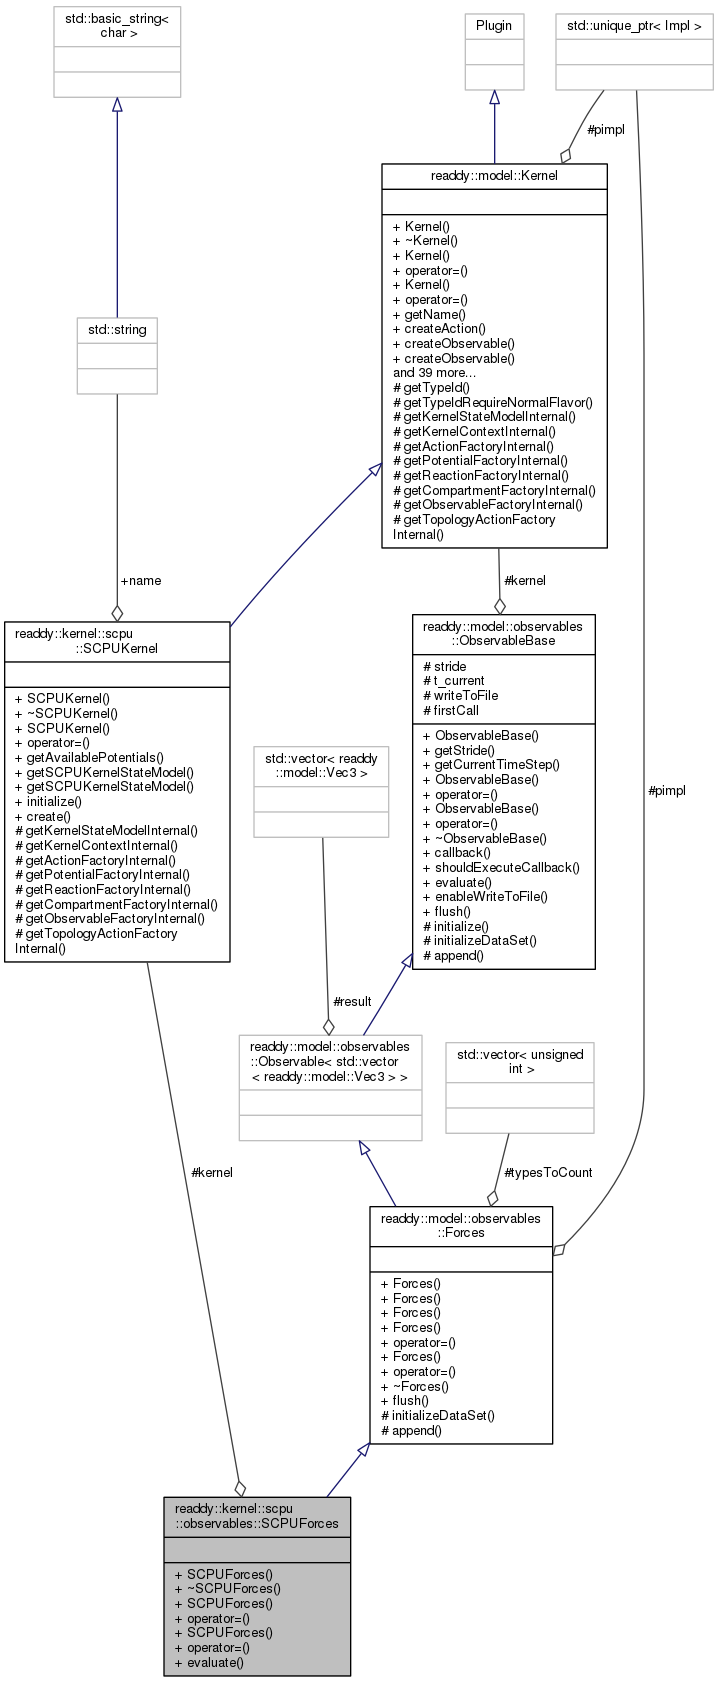 std::basic_string<
char >
Plugin
std::unique_ptr< Impl >
#pimpl
readdy::model::Kernel
+ Kernel()
+ ~Kernel()
+ Kernel()
+ operator=()
+ Kernel()
+ operator=()
+ getName()
+ createAction()
+ createObservable()
+ createObservable()
and 39 more...
# getTypeId()
# getTypeIdRequireNormalFlavor()
# getKernelStateModelInternal()
# getKernelContextInternal()
# getActionFactoryInternal()
# getPotentialFactoryInternal()
# getReactionFactoryInternal()
# getCompartmentFactoryInternal()
# getObservableFactoryInternal()
# getTopologyActionFactory
Internal()
std::string
+name
#kernel
readdy::kernel::scpu
::SCPUKernel
+ SCPUKernel()
+ ~SCPUKernel()
+ SCPUKernel()
+ operator=()
+ getAvailablePotentials()
+ getSCPUKernelStateModel()
+ getSCPUKernelStateModel()
+ initialize()
+ create()
# getKernelStateModelInternal()
# getKernelContextInternal()
# getActionFactoryInternal()
# getPotentialFactoryInternal()
# getReactionFactoryInternal()
# getCompartmentFactoryInternal()
# getObservableFactoryInternal()
# getTopologyActionFactory
Internal()
readdy::model::observables
::ObservableBase
# stride
# t_current
# writeToFile
# firstCall
+ ObservableBase()
+ getStride()
+ getCurrentTimeStep()
+ ObservableBase()
+ operator=()
+ ObservableBase()
+ operator=()
+ ~ObservableBase()
+ callback()
+ shouldExecuteCallback()
+ evaluate()
+ enableWriteToFile()
+ flush()
# initialize()
# initializeDataSet()
# append()
std::vector< readdy
::model::Vec3 >
#pimpl
#result
readdy::model::observables
::Observable< std::vector
< readdy::model::Vec3 > >
std::vector< unsigned
int >
#kernel
#typesToCount
readdy::model::observables
::Forces
+ Forces()
+ Forces()
+ Forces()
+ Forces()
+ operator=()
+ Forces()
+ operator=()
+ ~Forces()
+ flush()
# initializeDataSet()
# append()
readdy::kernel::scpu
::observables::SCPUForces
+ SCPUForces()
+ ~SCPUForces()
+ SCPUForces()
+ operator=()
+ SCPUForces()
+ operator=()
+ evaluate()